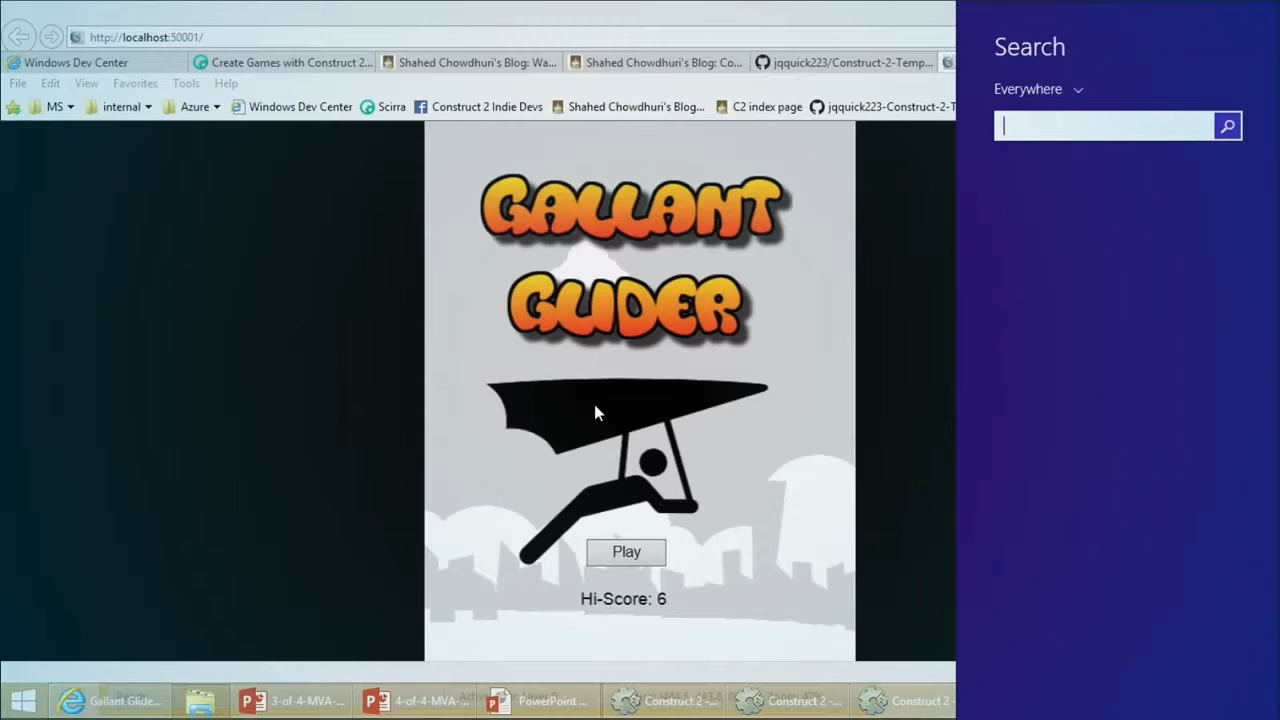 Search
Everywhere
http://localhost:50001/
Windows Dev Center
Create Games with Construct 2...
Shahed Chowdhuri's Blog: Wa...
Shahed Chowdhuri's Blog: Co...
jqquick223/Construct-2-Temp...
File Edit View Favorites Tools Help
MS internal Azure Windows Dev Center Scirra Construct 2 Indie Devs Shahed Chowdhuri's Blog... C2 index page jqquick223-Construct-2-T
GALLANT
GLIDER
Play
Hi-Score: 6
Gallant Glide... 3-of-4-MVA-... 4-of-4-MVA-... PowerPoint ... Construct 2 -... Construct 2 -... Construct 2